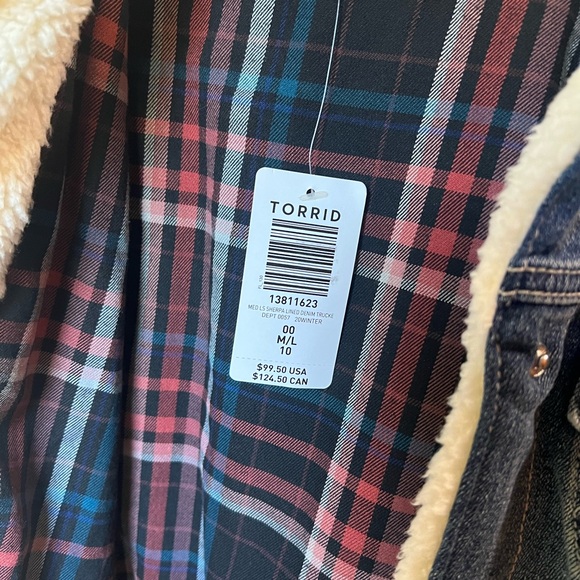 TORRID
13811623
MED LS SHERPA LINED DENIM TRUCKE
DEPT 0057 20WINTER
00
M/L
10
$99.50 USA
$124.50 CAN